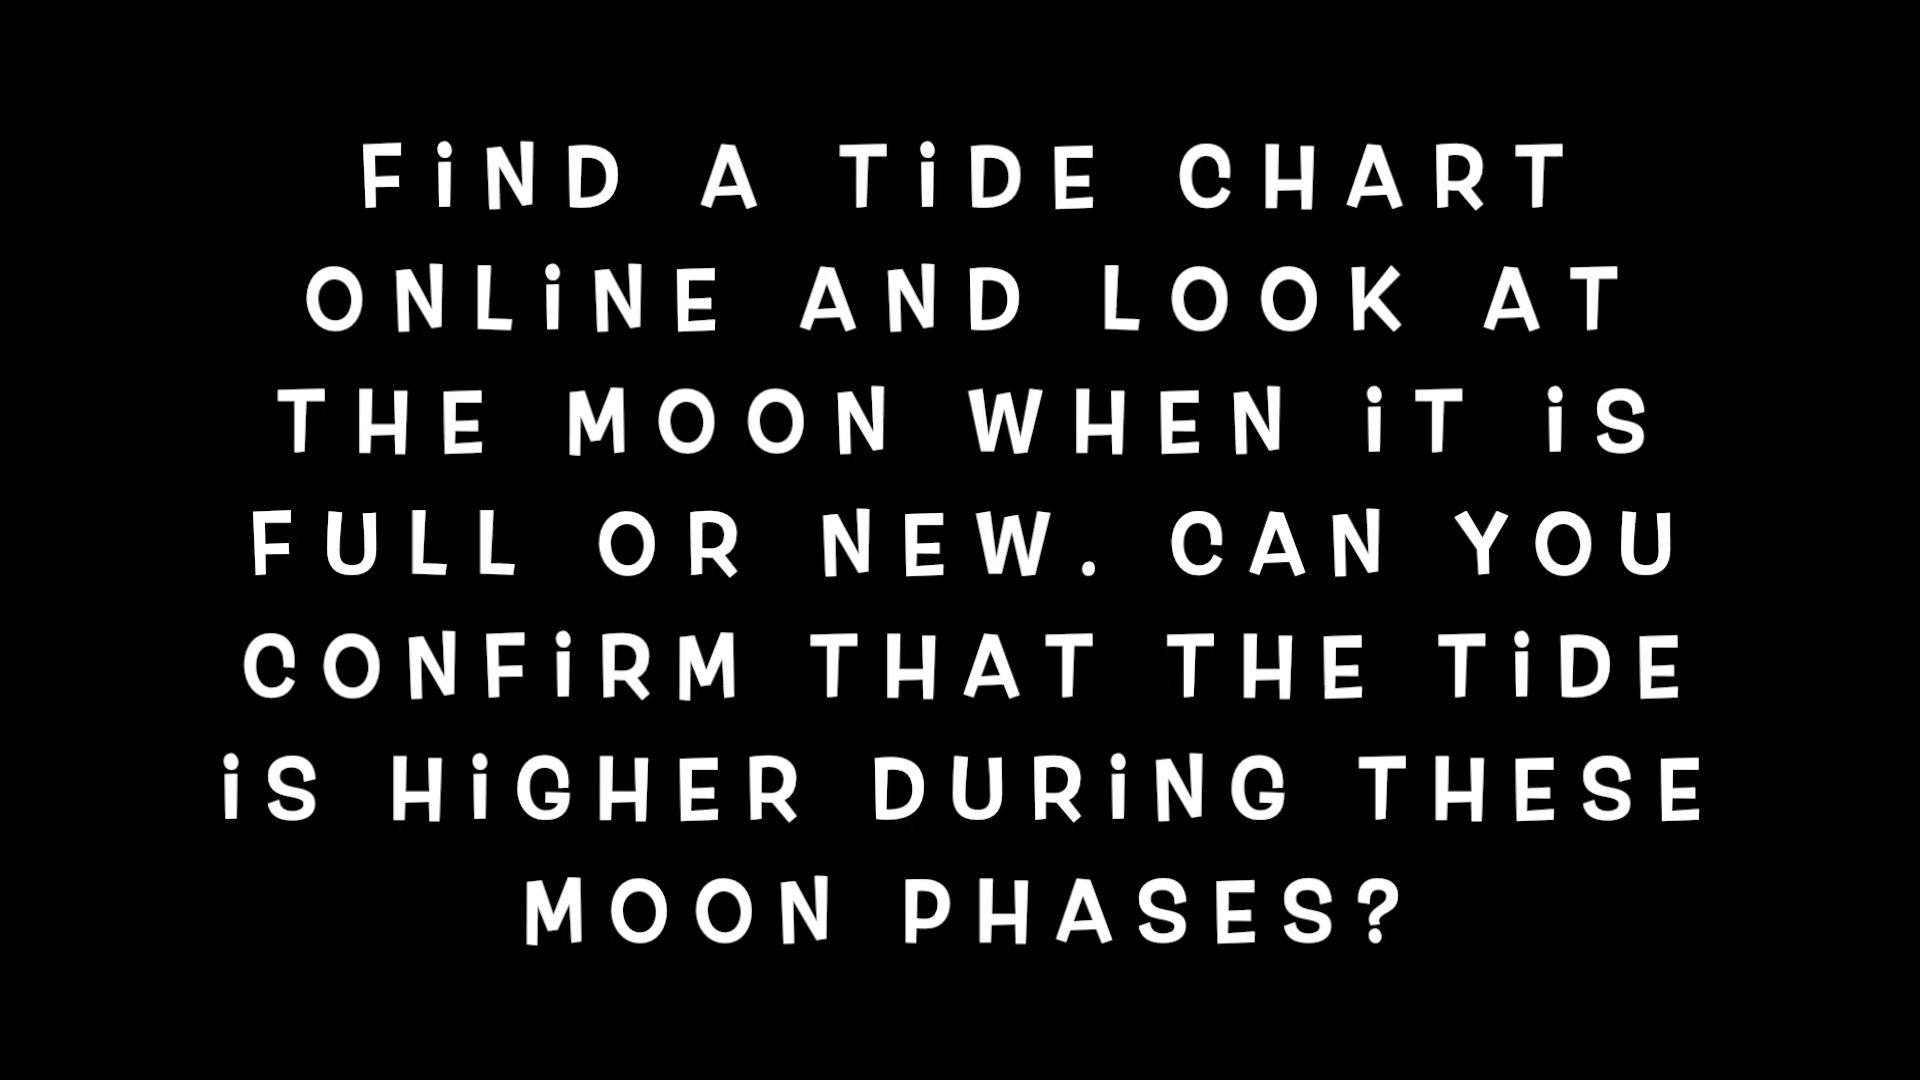 FiND A TiDE CHART
ONLiNE AND LOOK AT
THE MOON WHEN iT iS
FULL OR NEW. CAN YOU
CONFiRM THAT THE TiDE
iS HiGHER DURiNG THESE
MOON PHASES?